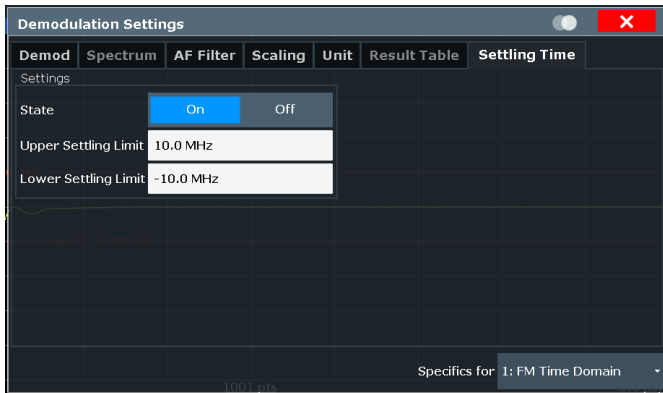 Demodulation Settings
Demod Spectrum AF Filter Scaling Unit Result Table Settling Time
Settings
State On Off
Upper Settling Limit 10.0 MHz
Lower Settling Limit -10.0 MHz
Specifics for 1: FM Time Domain
1001 pts